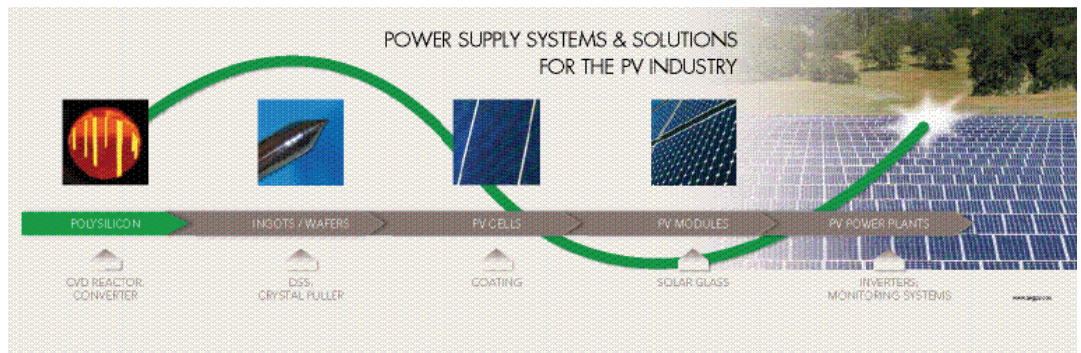 POWER SUPPLY SYSTEMS & SOLUTIONS
FOR THE PV INDUSTRY
POLYSILICON
INGOTS / WAFERS
PV CELLS
PV MODULES
PV POWER PLANTS
CVD REACTOR,
CONVERTER
DSS,
CRYSTAL PULLER
COATING
SOLAR GLASS
INVERTERS,
MONITORING SYSTEMS